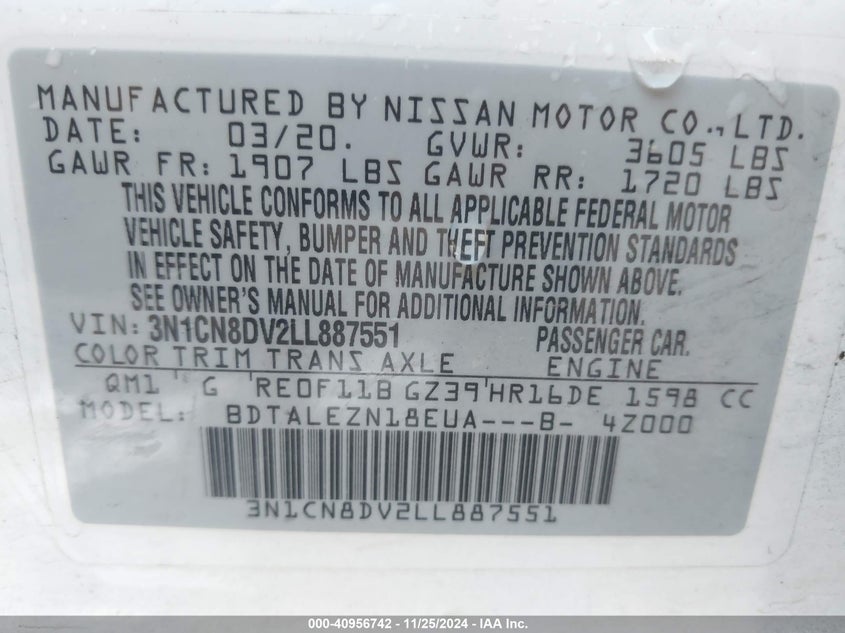 MANUFACTURED BY NISSAN MOTOR CO., LTD.
DATE: 03/20. GVWR: 3605 LBS
GAWR FR: 1907 LBS GAWR RR: 1720 LBS
THIS VEHICLE CONFORMS TO ALL APPLICABLE FEDERAL MOTOR
VEHICLE SAFETY, BUMPER AND THEFT PREVENTION STANDARDS
IN EFFECT ON THE DATE OF MANUFACTURE SHOWN ABOVE.
SEE OWNER'S MANUAL FOR ADDITIONAL INFORMATION.
VIN: 3N1CN8DV2LL887551 PASSENGER CAR.
COLOR TRIM TRANS AXLE ENGINE
QM1 G RE0F11B GZ39 HR16DE 1598 CC
MODEL: BDTALEZN18EUA---B- 4Z000
3N1CN8DV2LL887551
000-40956742 - 11/25/2024 - IAA Inc.